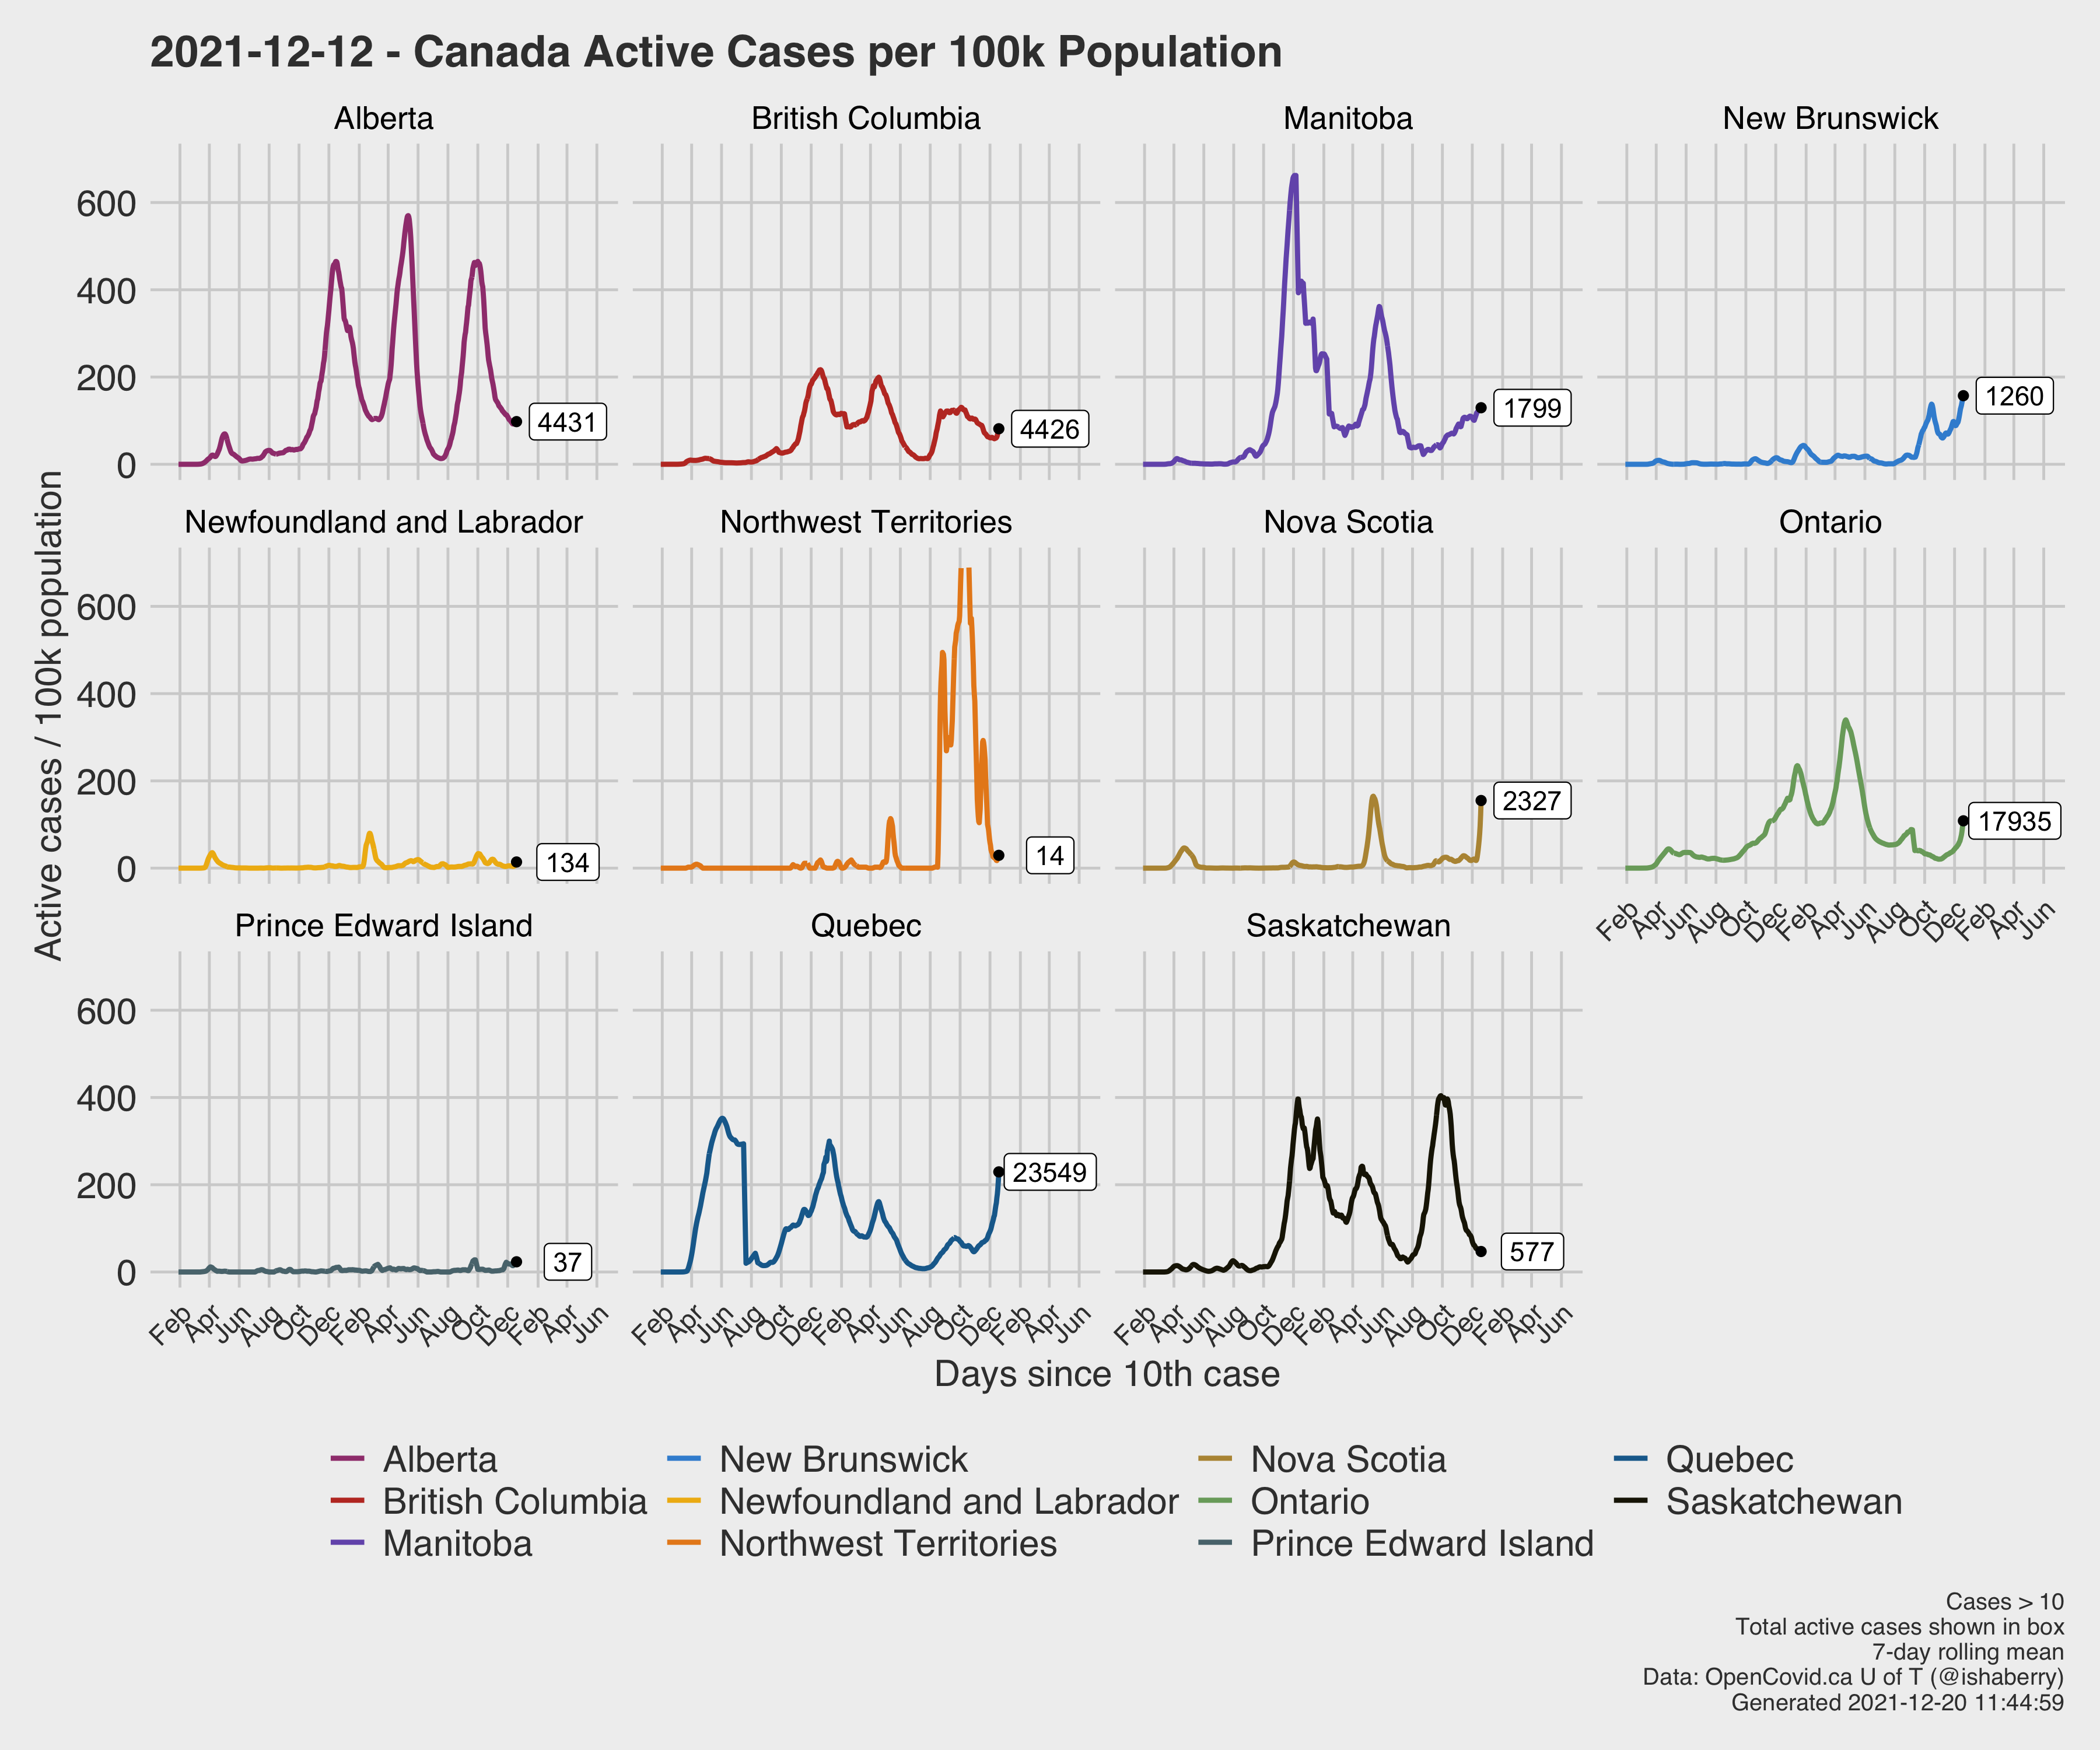 2021-12-12 - Canada Active Cases per 100k Population
Alberta
British Columbia
Manitoba
New Brunswick
600
400
200
0
4431
4426
1799
1260
Newfoundland and Labrador
Northwest Territories
Nova Scotia
Ontario
600
400
200
0
134
14
2327
17935
Feb Apr Jun Aug Oct Dec Feb Apr Jun Aug Oct Dec Feb Apr Jun
Prince Edward Island
Quebec
Saskatchewan
600
400
200
0
37
23549
577
Feb Apr Jun Aug Oct Dec Feb Apr Jun Aug Oct Dec Feb Apr Jun
Feb Apr Jun Aug Oct Dec Feb Apr Jun Aug Oct Dec Feb Apr Jun
Feb Apr Jun Aug Oct Dec Feb Apr Jun Aug Oct Dec Feb Apr Jun
Active cases / 100k population
Days since 10th case
Alberta
British Columbia
Manitoba
New Brunswick
Newfoundland and Labrador
Northwest Territories
Nova Scotia
Ontario
Prince Edward Island
Quebec
Saskatchewan
Cases > 10
Total active cases shown in box
7-day rolling mean
Data: OpenCovid.ca U of T (@ishaberry)
Generated 2021-12-20 11:44:59